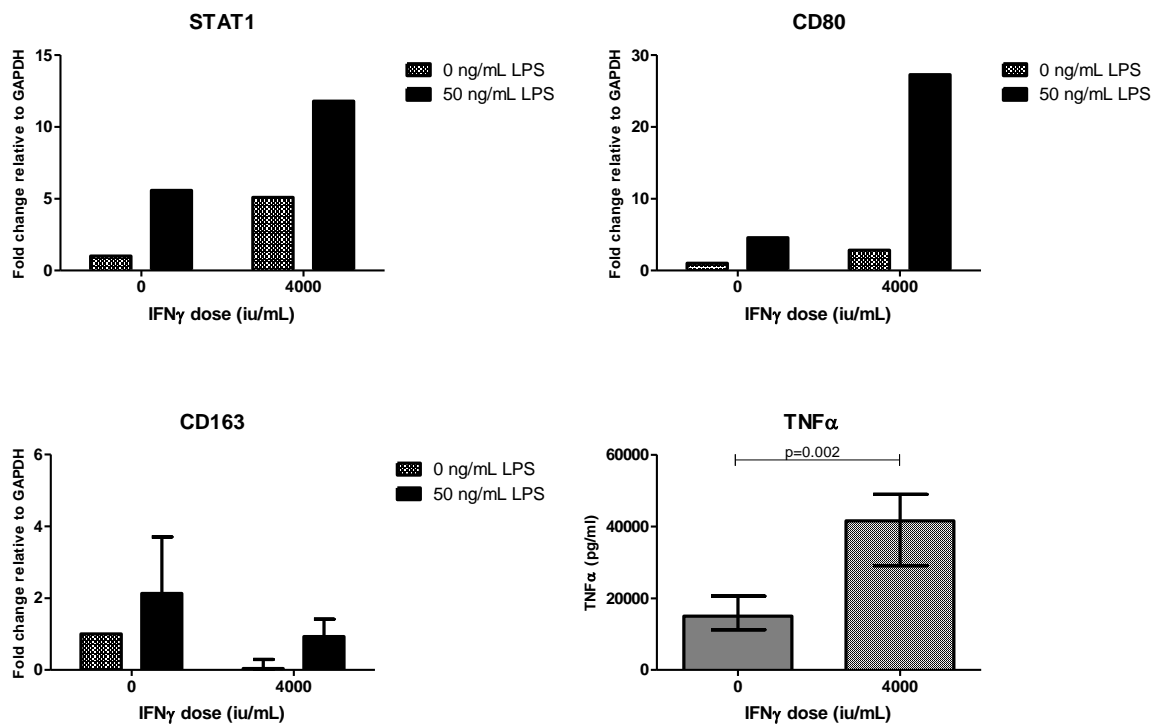 STAT1
Fold change relative to GAPDH
15
10
5
0
0
4000
IFNγ dose (iu/mL)
0 ng/mL LPS
50 ng/mL LPS
CD80
Fold change relative to GAPDH
30
20
10
0
0
4000
IFNγ dose (iu/mL)
0 ng/mL LPS
50 ng/mL LPS
CD163
Fold change relative to GAPDH
6
4
2
0
0
4000
IFNγ dose (iu/mL)
0 ng/mL LPS
50 ng/mL LPS
TNFα
p=0.002
TNFα (pg/ml)
60000
40000
20000
0
0
4000
IFNγ dose (iu/mL)